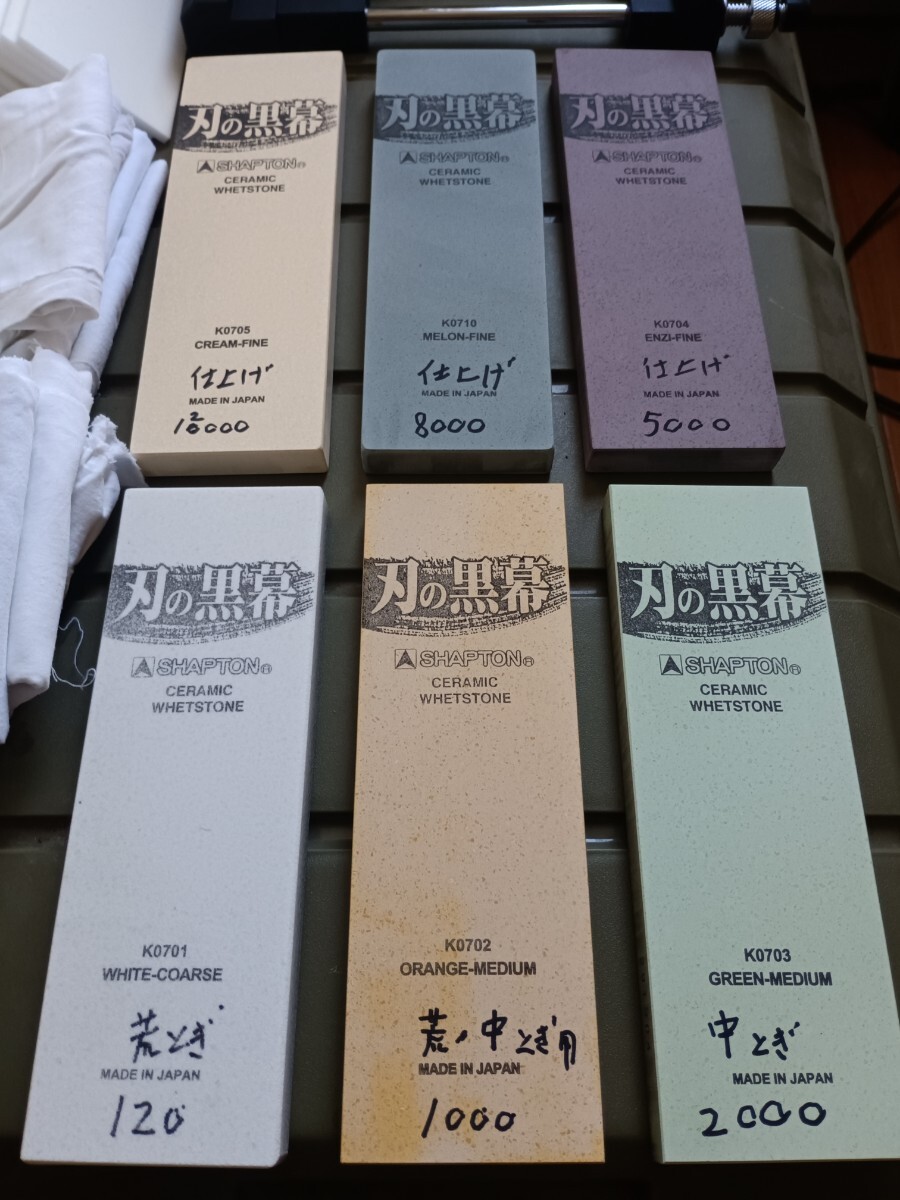 刃の黒幕
SHAPTON®
CERAMIC
WHETSTONE
K0705
CREAM-FINE
仕上げ
MADE IN JAPAN
12000
刃の黒幕
SHAPTON®
CERAMIC
WHETSTONE
K0710
MELON-FINE
仕上げ
MADE IN JAPAN
8000
刃の黒幕
SHAPTON®
CERAMIC
WHETSTONE
K0704
ENZI-FINE
仕上げ
MADE IN JAPAN
5000
刃の黒幕
SHAPTON®
CERAMIC
WHETSTONE
K0701
WHITE-COARSE
荒とぎ
MADE IN JAPAN
120
刃の黒幕
SHAPTON®
CERAMIC
WHETSTONE
K0702
ORANGE-MEDIUM
荒、中とぎ用
MADE IN JAPAN
1000
刃の黒幕
SHAPTON®
CERAMIC
WHETSTONE
K0703
GREEN-MEDIUM
中とぎ
MADE IN JAPAN
2000